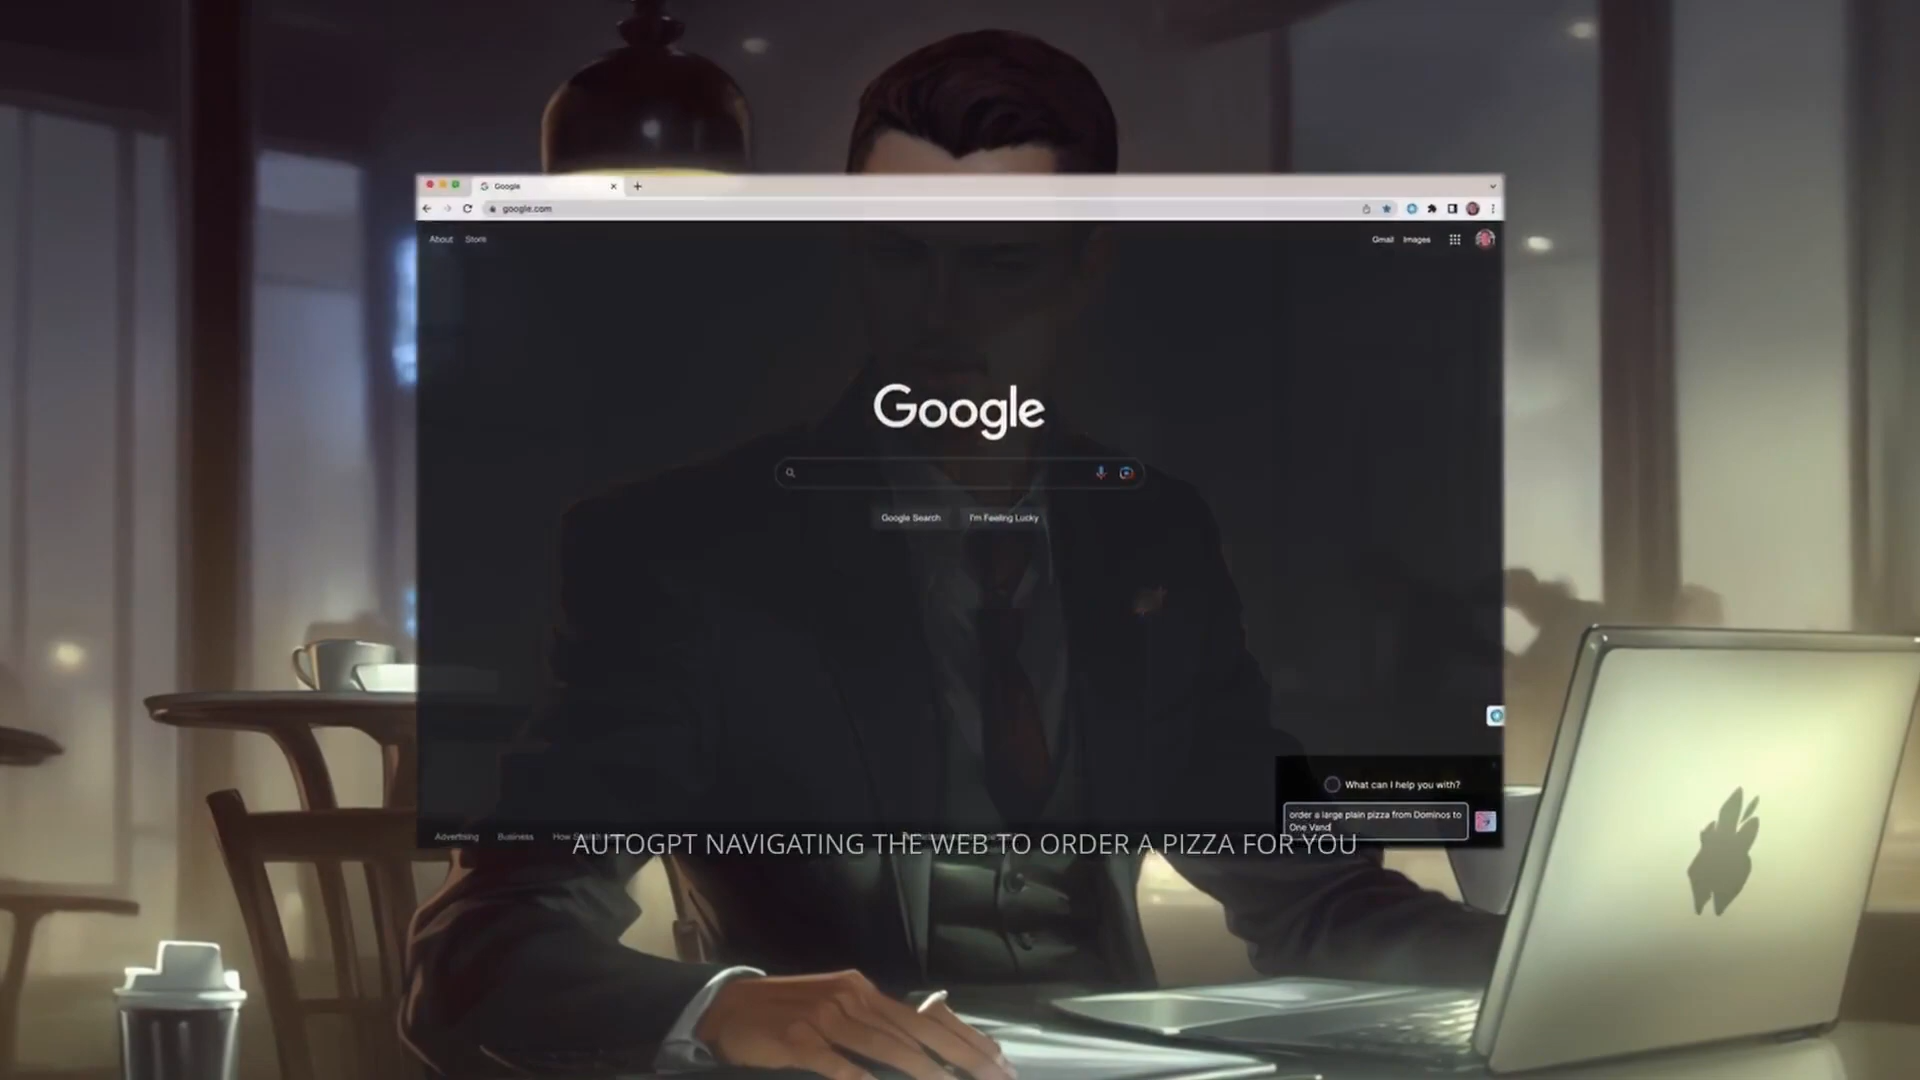 Google
google.com
About Store
Gmail Images
Google
Google Search I'm Feeling Lucky
What can I help you with?
order a large plain pizza from Dominos to
One Vand
Advertising Business How
AUTOGPT NAVIGATING THE WEB TO ORDER A PIZZA FOR YOU